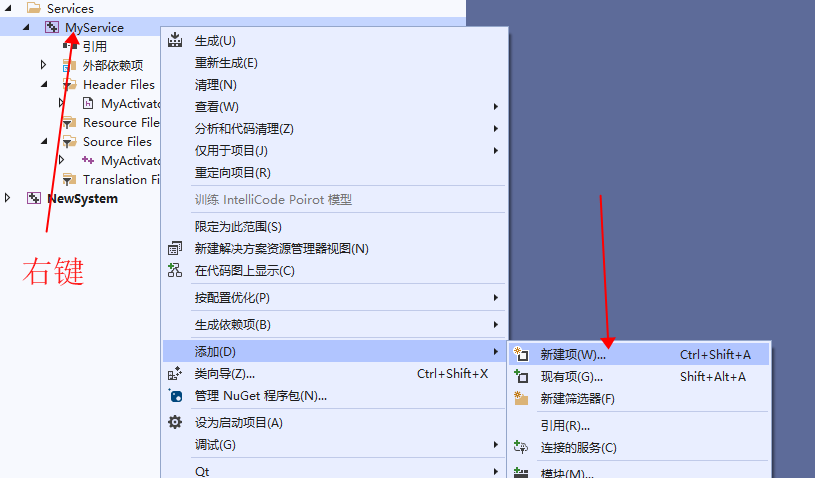 Services
MyService
引用
外部依赖项
Header Files
MyActivato
Resource File
Source Files
MyActivato
Translation Fi
NewSystem
右键
生成(U)
重新生成(E)
清理(N)
查看(W)
分析和代码清理(Z)
仅用于项目(J)
重定向项目(R)
训练 IntelliCode Poirot 模型
限定为此范围(S)
新建解决方案资源管理器视图(N)
在代码图上显示(C)
按配置优化(P)
生成依赖项(B)
添加(D)
类向导(Z)... Ctrl+Shift+X
管理 NuGet 程序包(N)...
设为启动项目(A)
调试(G)
Qt
新建项(W)... Ctrl+Shift+A
现有项(G)... Shift+Alt+A
新建筛选器(F)
引用(R)...
连接的服务(C)
模块(M)...